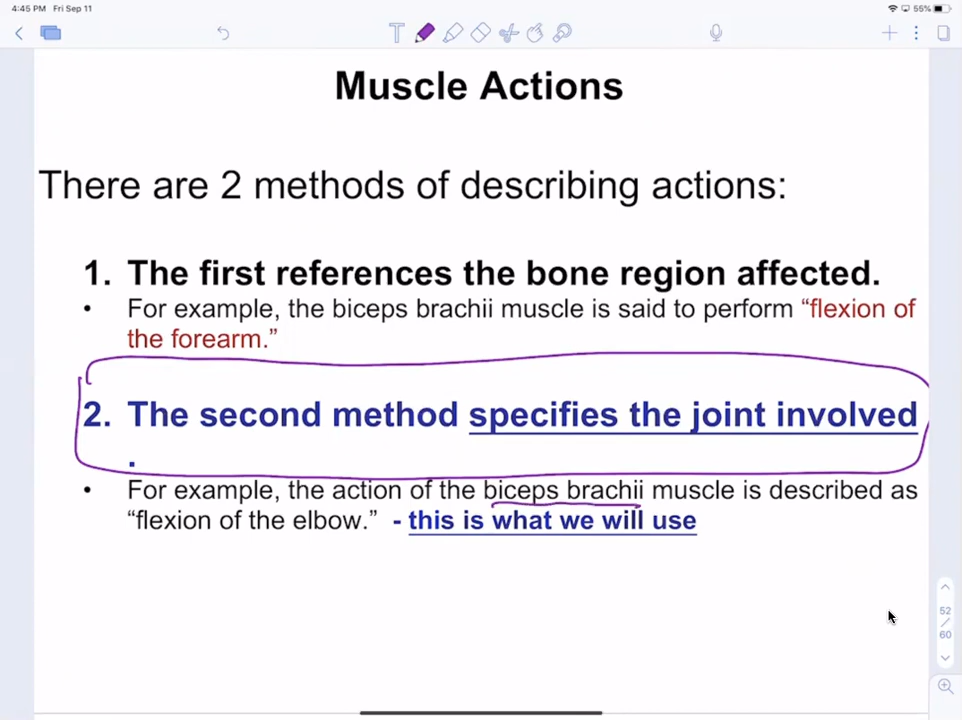 4:45 PM Fri Sep 11
55%
T
Muscle Actions
There are 2 methods of describing actions:
1. The first references the bone region affected.
• For example, the biceps brachii muscle is said to perform “flexion of
the forearm.”
2. The second method specifies the joint involved
.
• For example, the action of the biceps brachii muscle is described as
“flexion of the elbow.” - this is what we will use
52
/
60